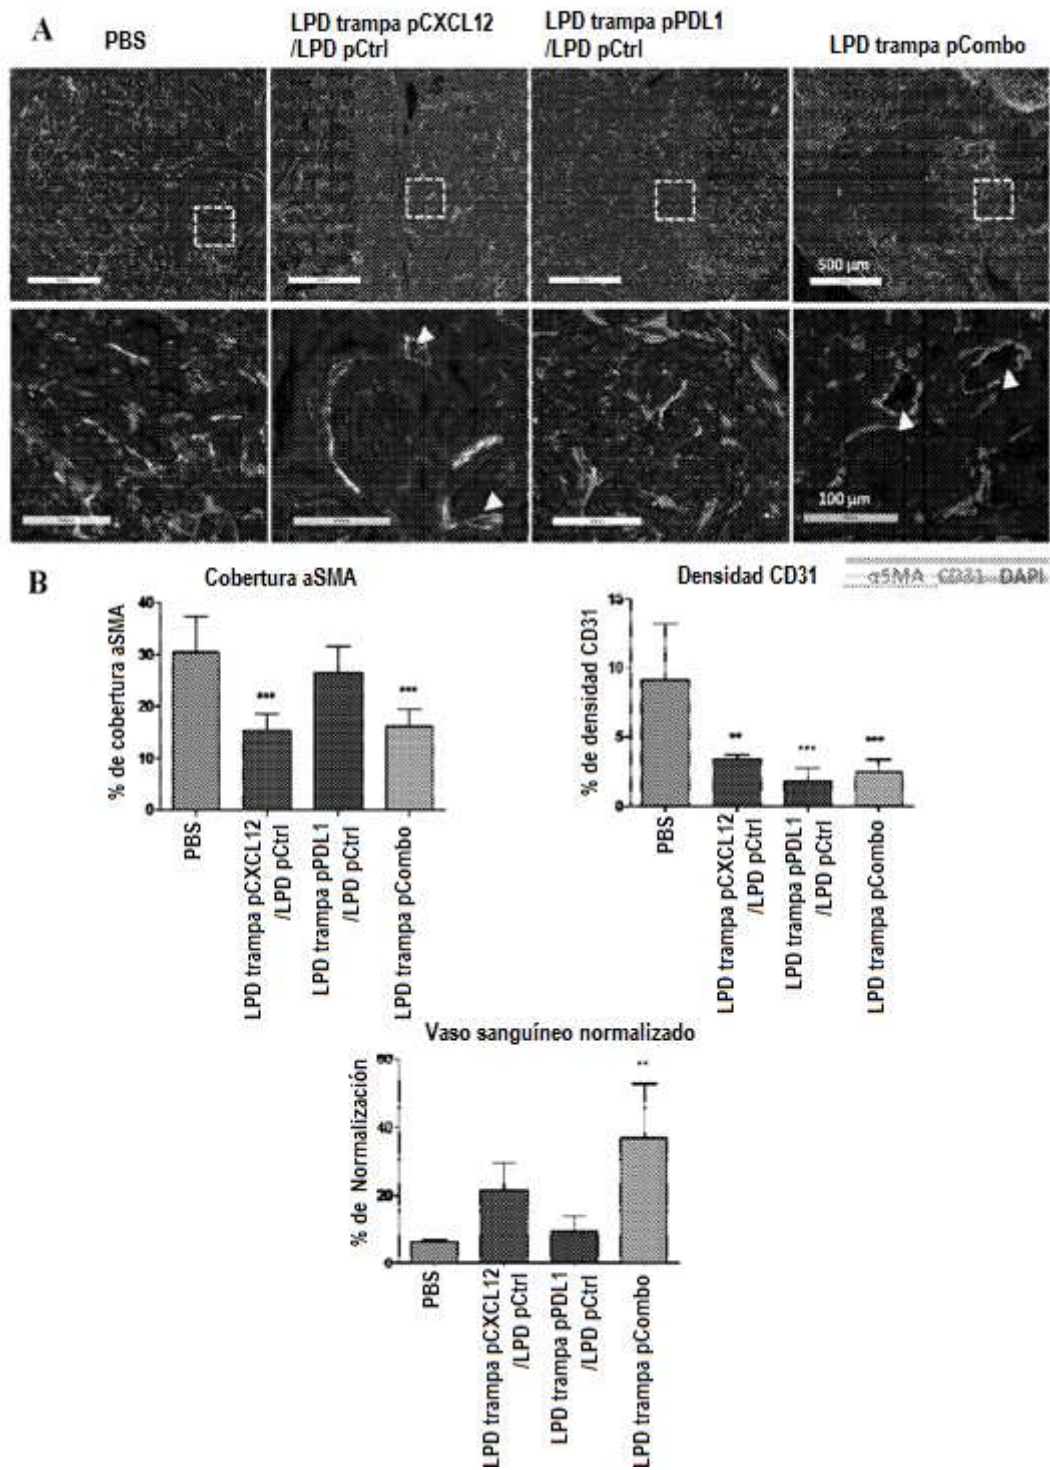 A
PBS
LPD trampa pCXCL12
/LPD pCtrl
LPD trampa pPDL1
/LPD pCtrl
LPD trampa pCombo
500 µm
100 µm
αSMA CD31 DAPI
B
Cobertura aSMA
% de cobertura aSMA
40
30
20
10
0
***
***
PBS
LPD trampa pCXCL12
/LPD pCtrl
LPD trampa pPDL1
/LPD pCtrl
LPD trampa pCombo
Densidad CD31
% de densidad CD31
15
10
5
0
**
***
***
PBS
LPD trampa pCXCL12
/LPD pCtrl
LPD trampa pPDL1
/LPD pCtrl
LPD trampa pCombo
Vaso sanguíneo normalizado
% de Normalización
60
40
20
0
**
PBS
LPD trampa pCXCL12
/LPD pCtrl
LPD trampa pPDL1
/LPD pCtrl
LPD trampa pCombo